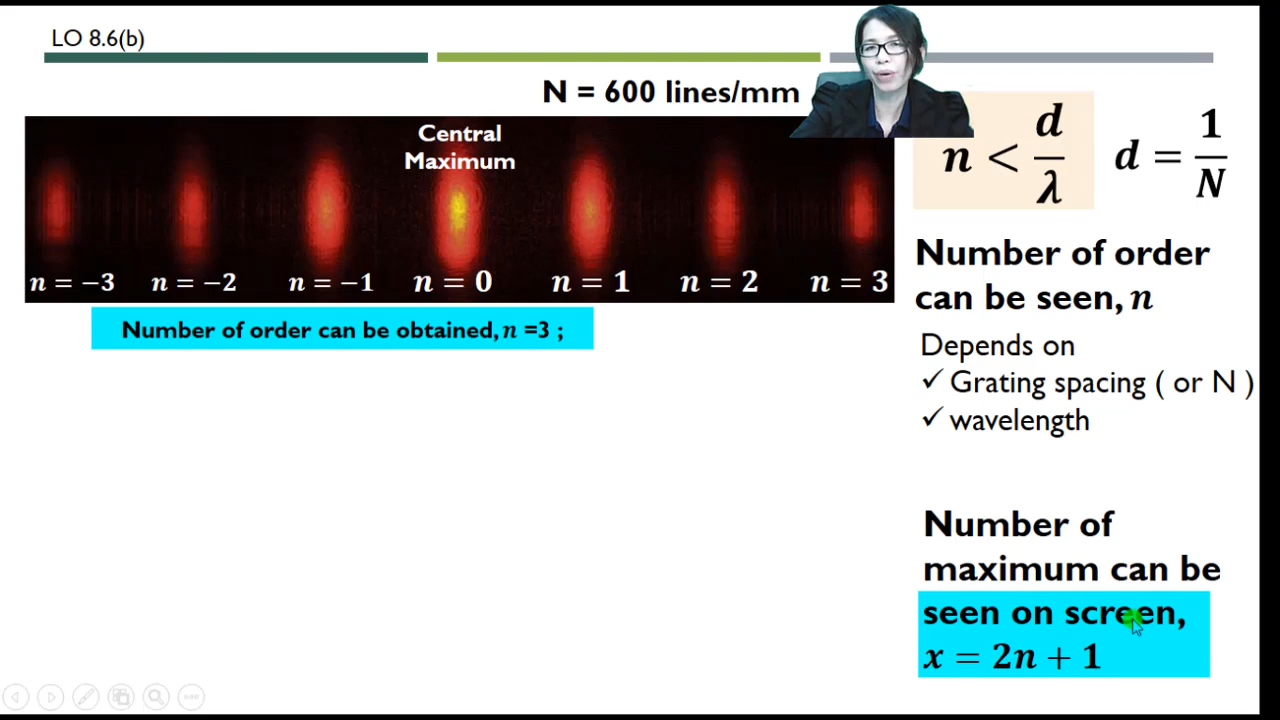 LO 8.6(b)
N = 600 lines/mm
Central
Maximum
n = −3 n = −2 n = −1 n = 0 n = 1 n = 2 n = 3
Number of order can be obtained, n =3 ;
n < d/λ d = 1/N
Number of order
can be seen, n
Depends on
✓ Grating spacing ( or N )
✓ wavelength
Number of
maximum can be
seen on screen,
x = 2n + 1